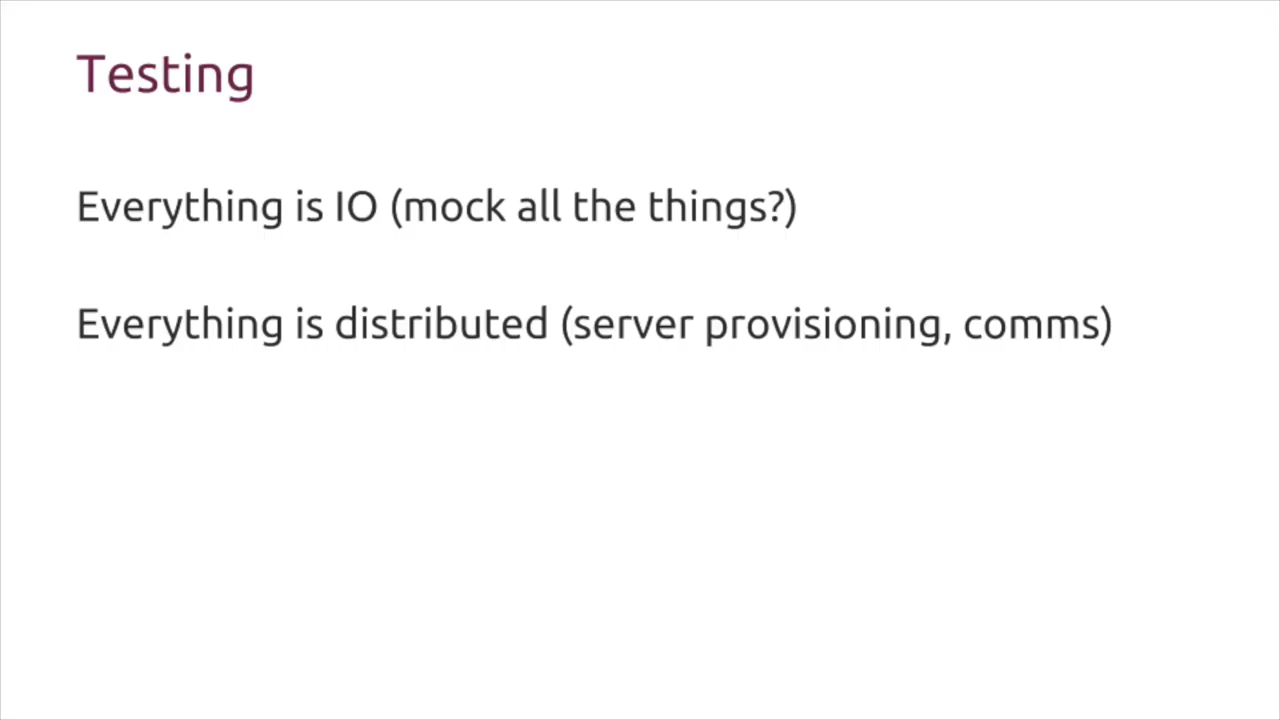 Testing
Everything is IO (mock all the things?)
Everything is distributed (server provisioning, comms)